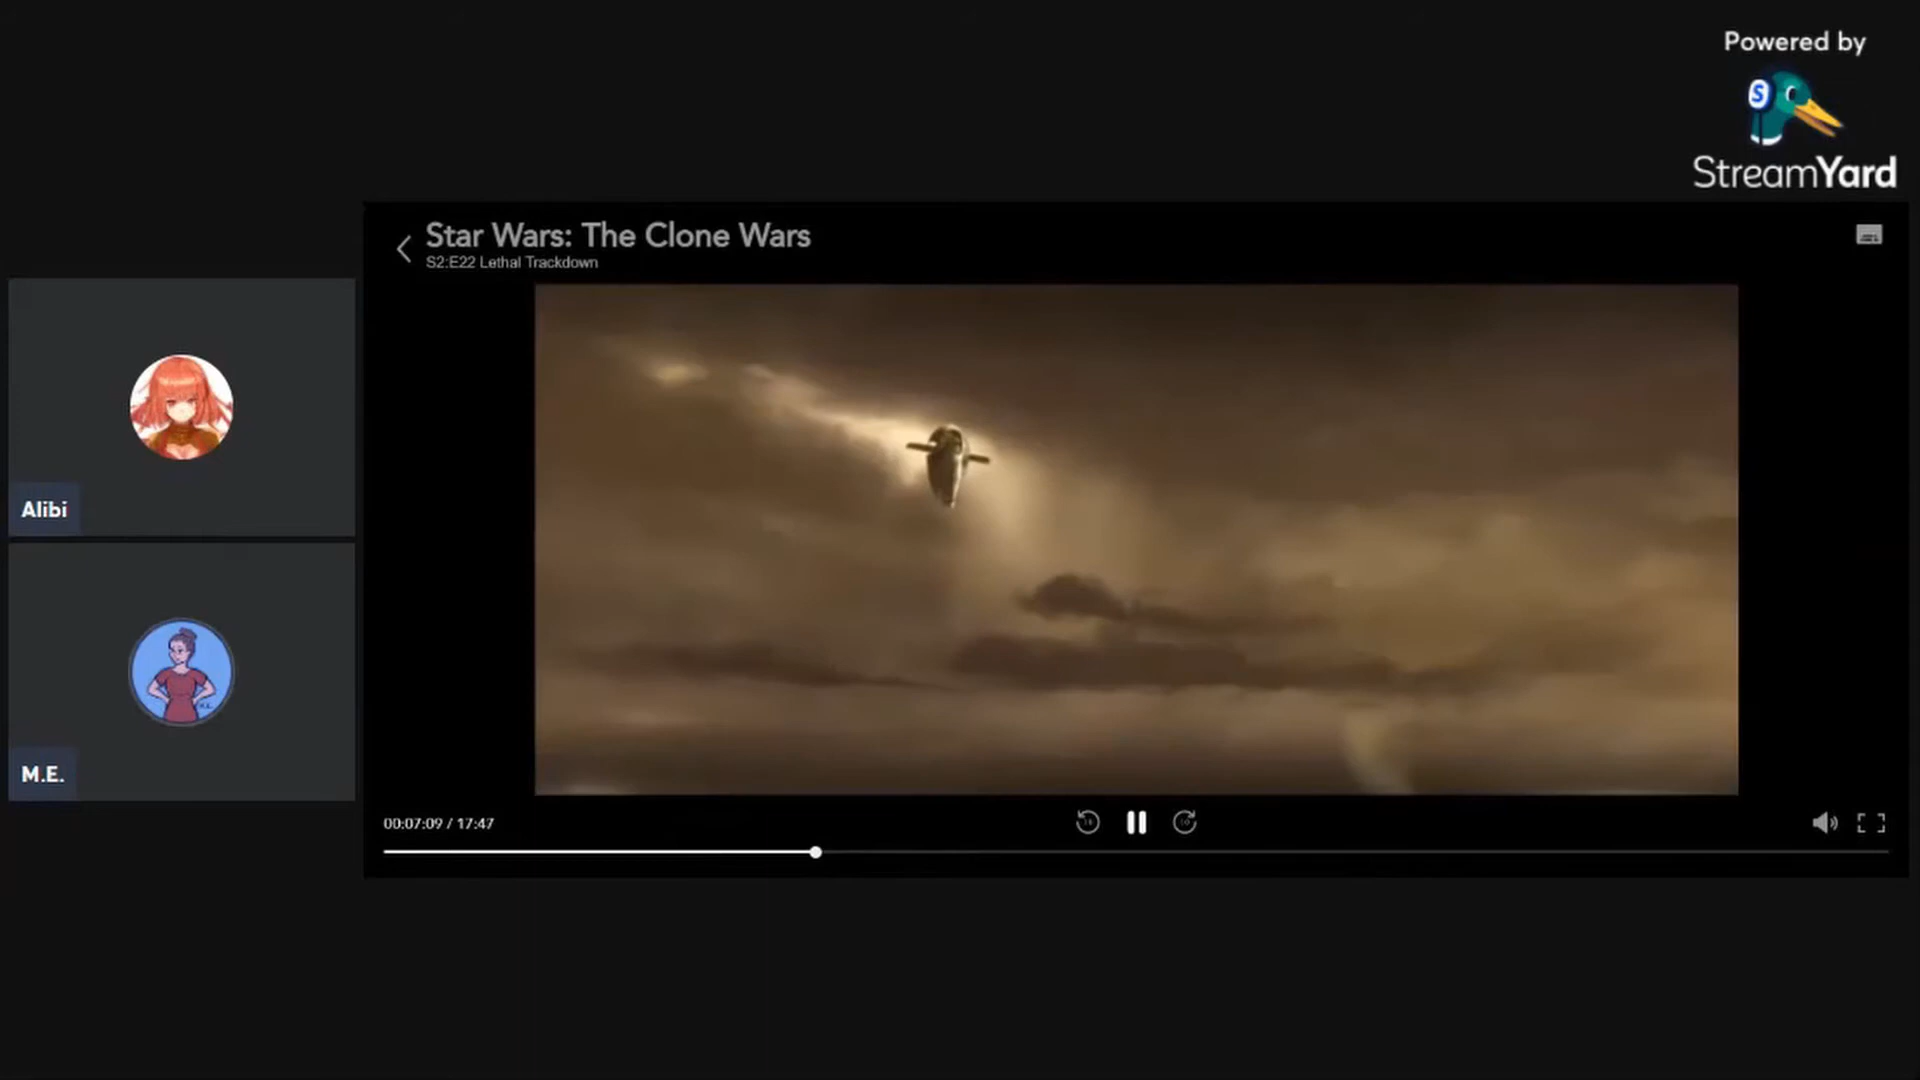 Powered by
S
StreamYard
Star Wars: The Clone Wars
S2:E22 Lethal Trackdown
Alibi
M.E.
00:07:09 / 17:47